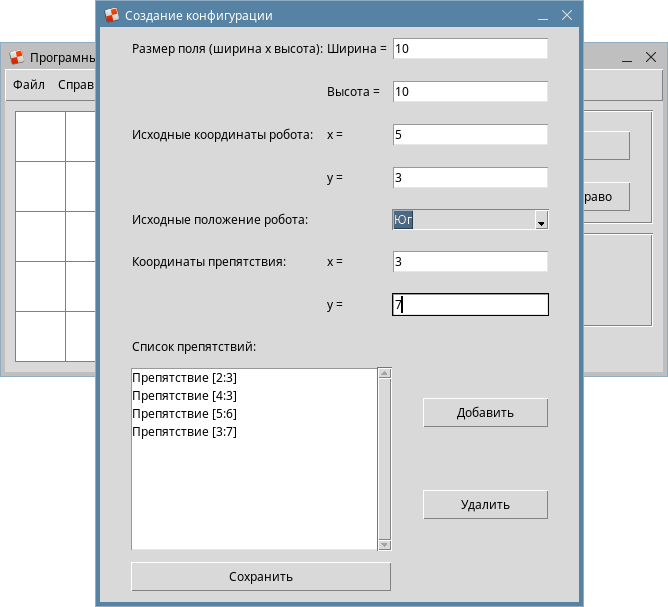 Создание конфигурации
Программы
Файл Справ
Размер поля (ширина x высота): Ширина = 10
Высота = 10
Исходные координаты робота: x = 5
y = 3
раво
Исходные положение робота: Юг
Координаты препятствия: x = 3
y = 7
Список препятствий:
Препятствие [2:3]
Препятствие [4:3]
Препятствие [5:6]
Препятствие [3:7]
Добавить
Удалить
Сохранить